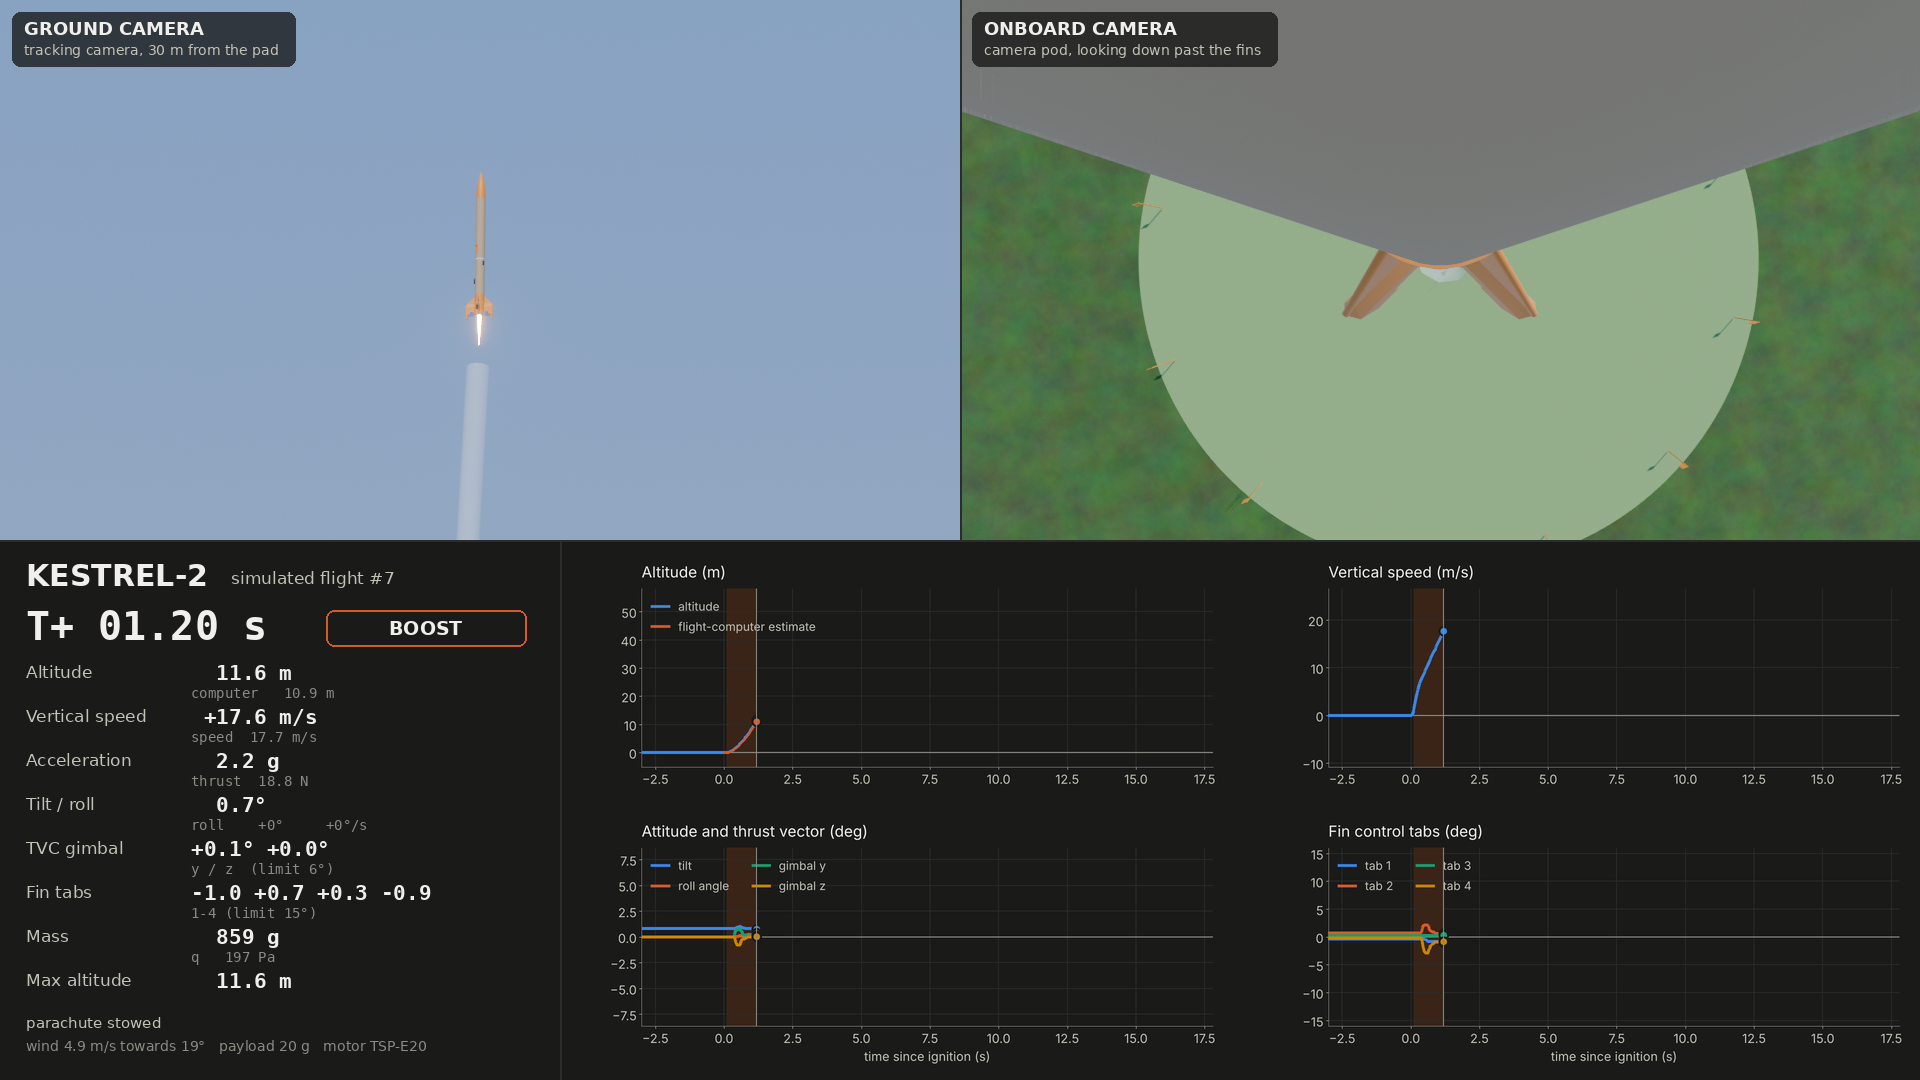 GROUND CAMERA
tracking camera, 30 m from the pad
ONBOARD CAMERA
camera pod, looking down past the fins
KESTREL-2 simulated flight #7
T+ 01.20 s BOOST
Altitude 11.6 m
computer 10.9 m
Vertical speed +17.6 m/s
speed 17.7 m/s
Acceleration 2.2 g
thrust 18.8 N
Tilt / roll 0.7°
roll +0° +0°/s
TVC gimbal +0.1° +0.0°
y / z (limit 6°)
Fin tabs -1.0 +0.7 +0.3 -0.9
1-4 (limit 15°)
Mass 859 g
q 197 Pa
Max altitude 11.6 m
parachute stowed
wind 4.9 m/s towards 19° payload 20 g motor TSP-E20
Altitude (m)
altitude
flight-computer estimate
50
40
30
20
10
0
−2.5 0.0 2.5 5.0 7.5 10.0 12.5 15.0 17.5
Vertical speed (m/s)
20
10
0
−10
−2.5 0.0 2.5 5.0 7.5 10.0 12.5 15.0 17.5
Attitude and thrust vector (deg)
tilt gimbal y
roll angle gimbal z
7.5
5.0
2.5
0.0
−2.5
−5.0
−7.5
−2.5 0.0 2.5 5.0 7.5 10.0 12.5 15.0 17.5
time since ignition (s)
Fin control tabs (deg)
tab 1 tab 3
tab 2 tab 4
15
10
5
0
−5
−10
−15
−2.5 0.0 2.5 5.0 7.5 10.0 12.5 15.0 17.5
time since ignition (s)